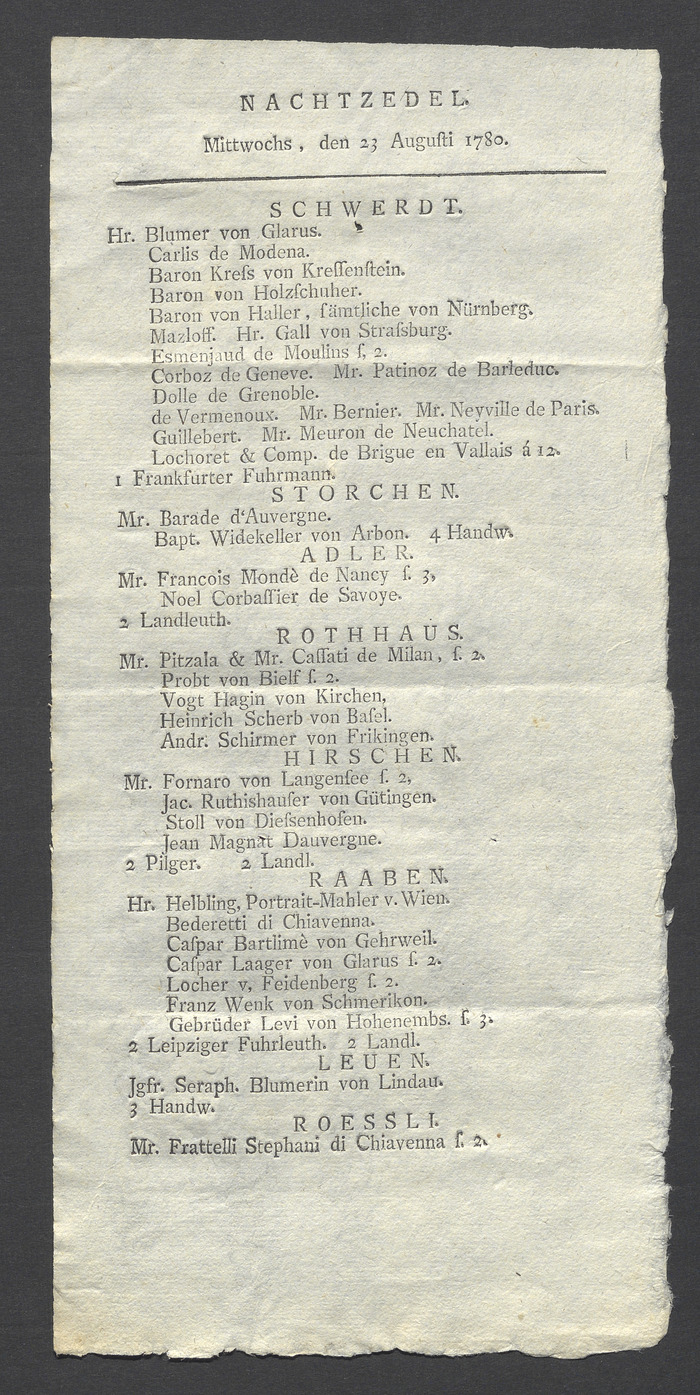 NACHTZEDEL.
Mittwochs, den 23 Auguſti 1780.
SCHWERDT.
Hr. Blumer von Glarus.
Carlis de Modena.
Baron Kreſs von Kreſſenſtein.
Baron von Holzſchuher.
Baron von Haller, ſämtliche von Nürnberg.
Mazloff. Hr. Gall von Straſsburg.
Esmenjaud de Moulins ſ, 2.
Corboz de Geneve. Mr. Patinoz de Barleduc.
Dolle de Grenoble.
de Vermenoux. Mr. Bernier. Mr. Neyville de Paris.
Guillebert. Mr. Meuron de Neuchatel.
Lochoret & Comp. de Brigue en Vallais á 12.
1 Frankfurter Fuhrmann.
STORCHEN.
Mr. Barade d'Auvergne.
Bapt. Widekeller von Arbon. 4 Handw.
ADLER.
Mr. Francois Mondè de Nancy ſ. 3,
Noel Corbaſſier de Savoye.
2 Landleuth.
ROTHHAUS.
Mr. Pitzala & Mr. Caſſati de Milan, ſ. 2.
Probt von Bielf ſ. 2.
Vogt Hagin von Kirchen,
Heinrich Scherb von Baſel.
Andr. Schirmer von Frikingen.
HIRSCHEN.
Mr. Fornaro von Langenſee ſ. 2,
Jac. Ruthishauſer von Gütingen.
Stoll von Dieſsenhofen.
Jean Magnat Dauvergne.
2 Pilger. 2 Landl.
RAABEN.
Hr. Helbling, Portrait-Mahler v. Wien.
Bederetti di Chiavenna.
Caſpar Bartlimè von Gehrweil.
Caſpar Laager von Glarus ſ. 2.
Locher v, Feidenberg ſ. 2.
Franz Wenk von Schmerikon.
Gebrüder Levi von Hohenembs. ſ. 3.
2 Leipziger Fuhrleuth. 2 Landl.
LEUEN.
Jgfr. Seraph. Blumerin von Lindau.
3 Handw.
ROESSLI.
Mr. Frattelli Stephani di Chiavenna ſ. 2.